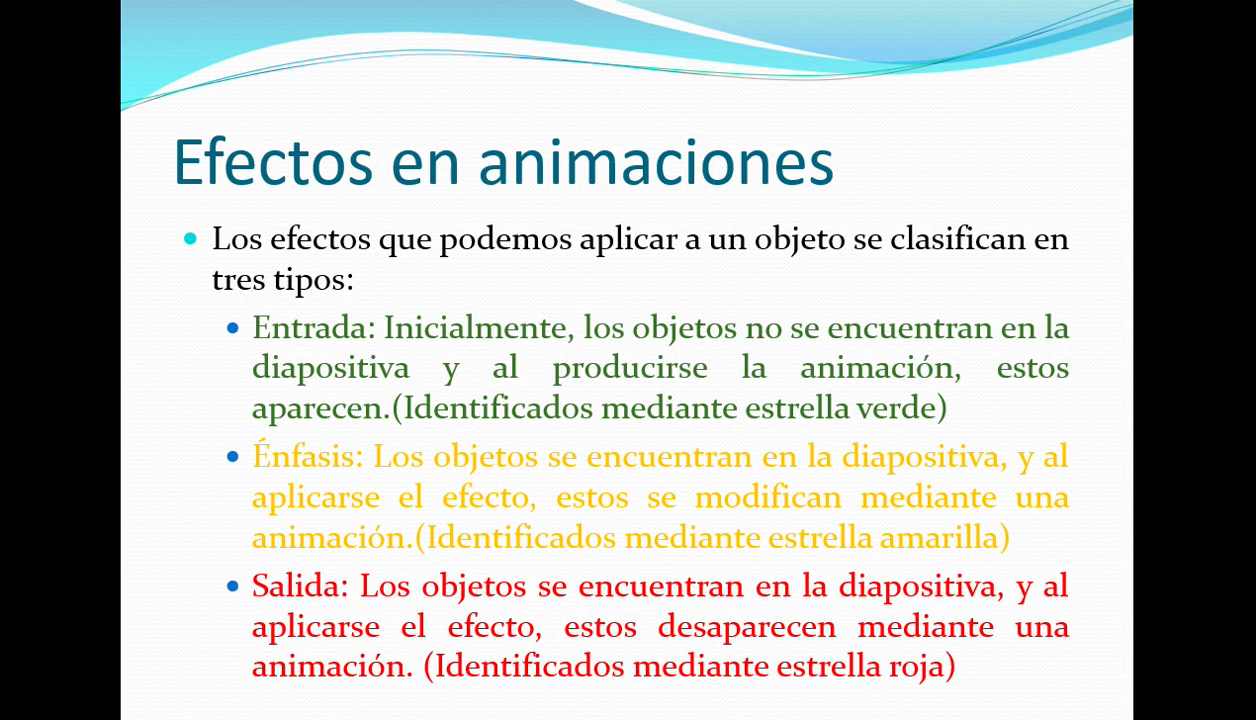 Efectos en animaciones
Los efectos que podemos aplicar a un objeto se clasifican en
tres tipos:
Entrada: Inicialmente, los objetos no se encuentran en la
diapositiva y al producirse la animación, estos
aparecen.(Identificados mediante estrella verde)
Énfasis: Los objetos se encuentran en la diapositiva, y al
aplicarse el efecto, estos se modifican mediante una
animación.(Identificados mediante estrella amarilla)
Salida: Los objetos se encuentran en la diapositiva, y al
aplicarse el efecto, estos desaparecen mediante una
animación. (Identificados mediante estrella roja)